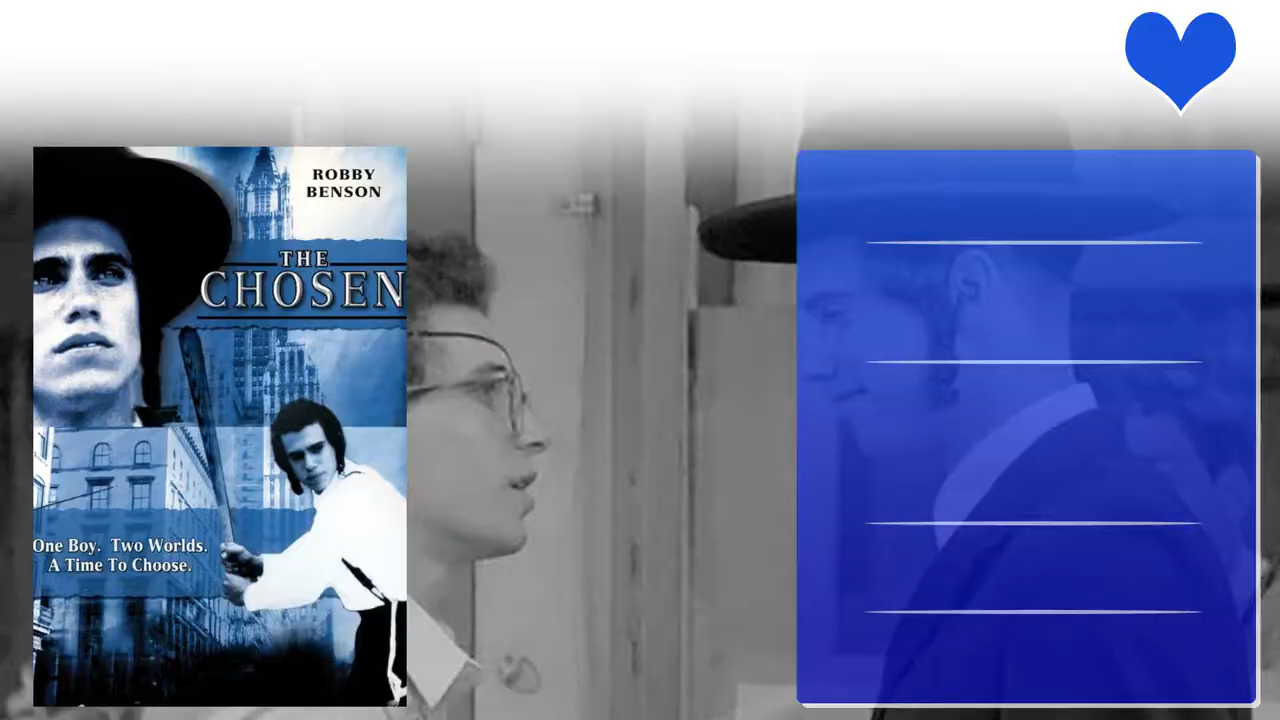 ROBBY
BENSON
THE
CHOSEN
One Boy. Two Worlds.
A Time To Choose.